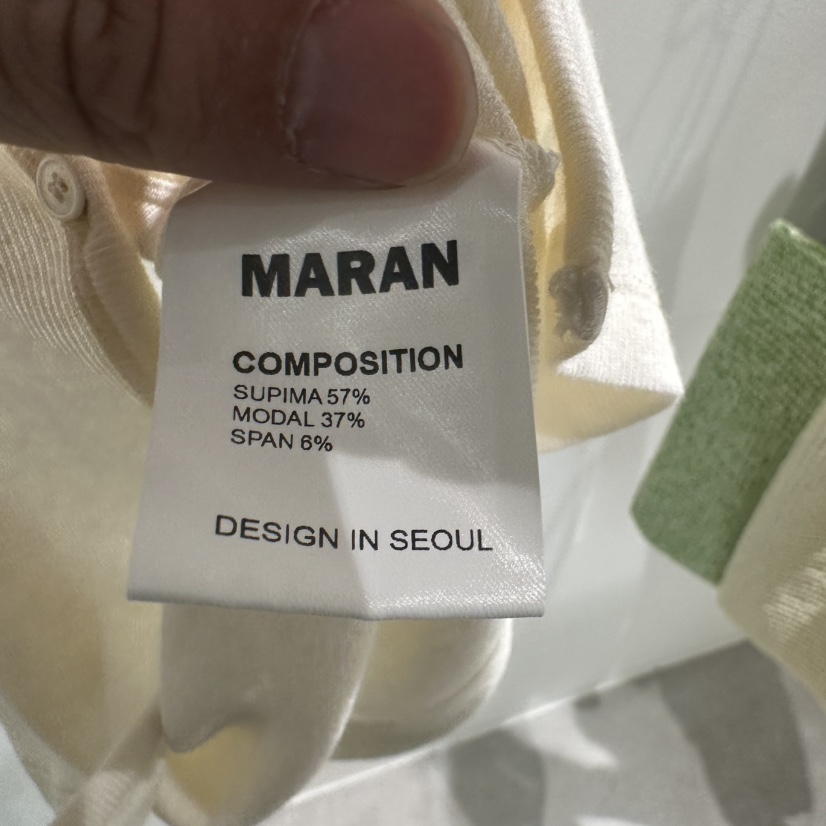 MARAN
COMPOSITION
SUPIMA 57%
MODAL 37%
SPAN 6%
DESIGN IN SEOUL